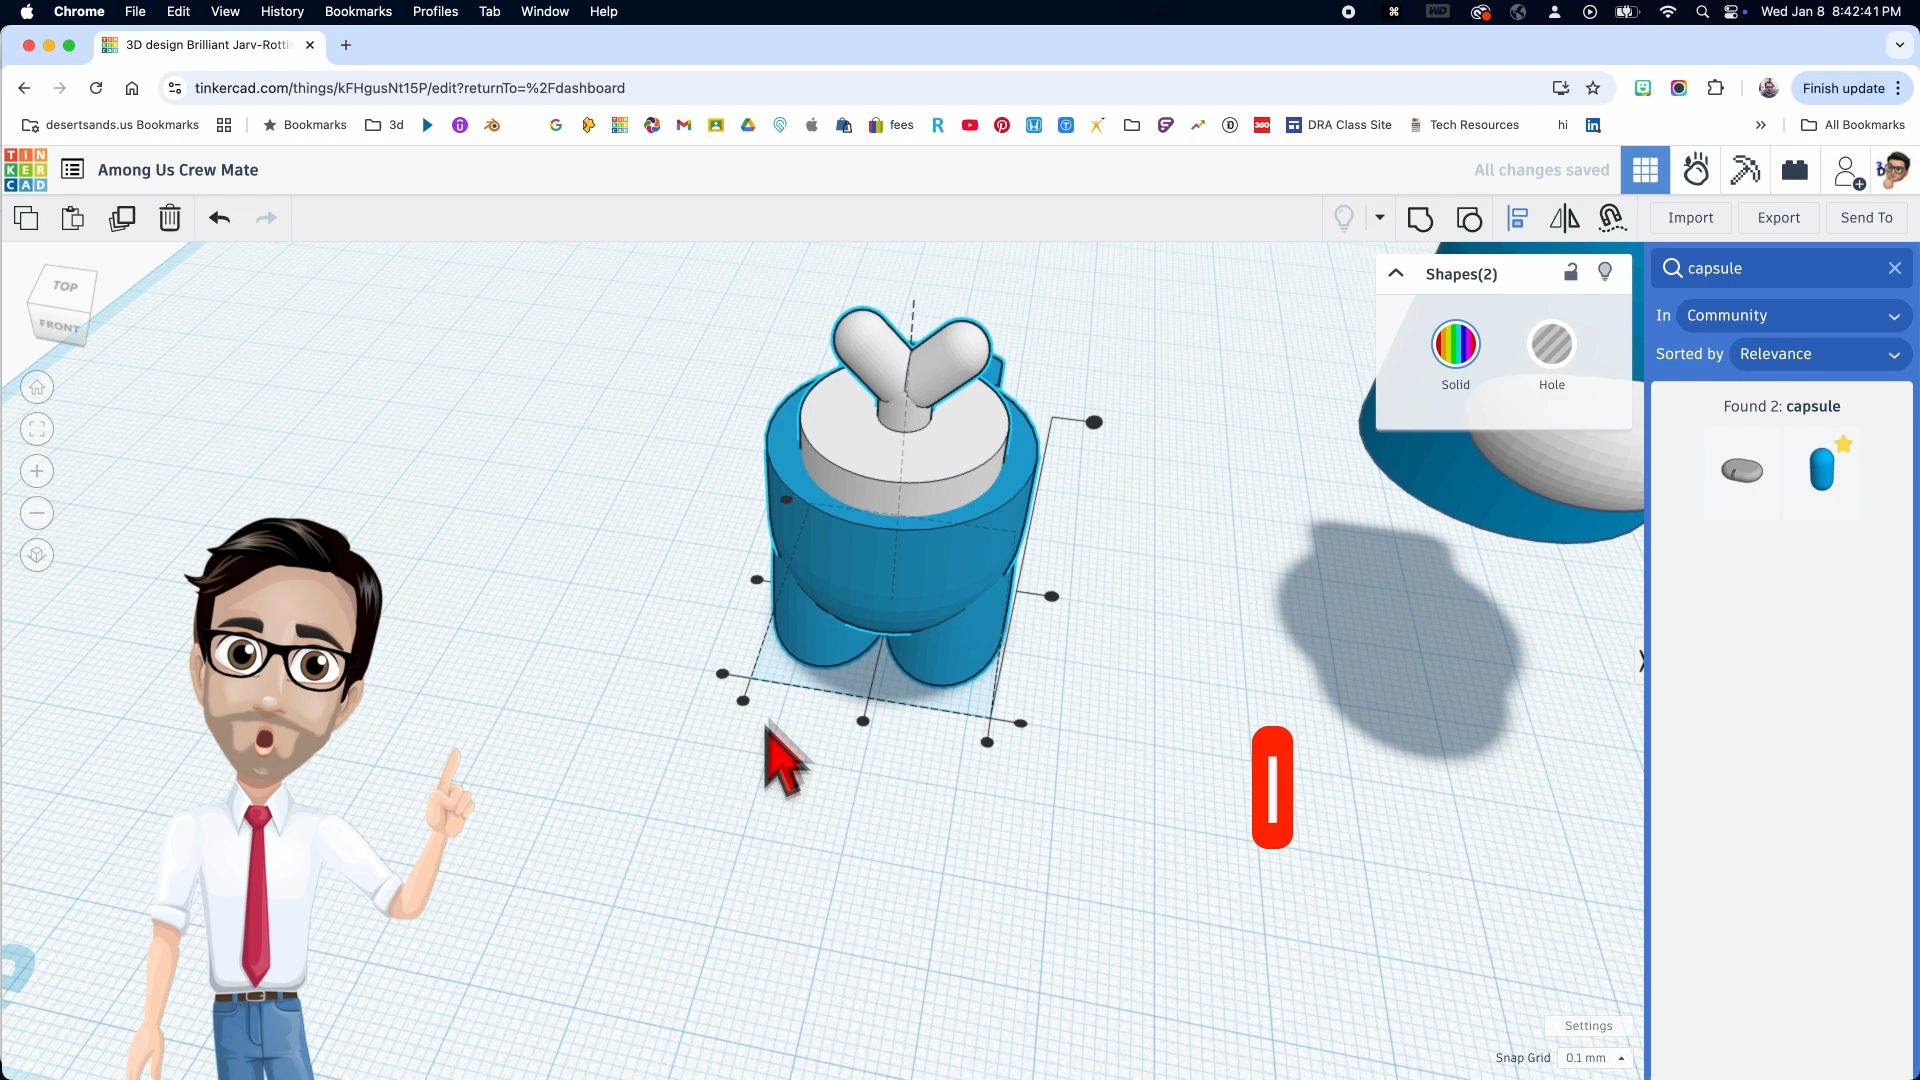 Chrome File Edit View History Bookmarks Profiles Tab Window Help
WD
Wed Jan 8 8:42:41 PM
3D design Brilliant Jarv-Rotti
tinkercad.com/things/kFHgusNt15P/edit?returnTo=%2Fdashboard
Finish update
desertsands.us Bookmarks
Bookmarks
3d
fees
DRA Class Site
Tech Resources
hi
All Bookmarks
TIN
KER
CAD
Among Us Crew Mate
All changes saved
Import
Export
Send To
TOP
FRONT
Shapes(2)
Solid
Hole
capsule
In Community
Sorted by Relevance
Found 2: capsule
I
Settings
Snap Grid 0.1 mm